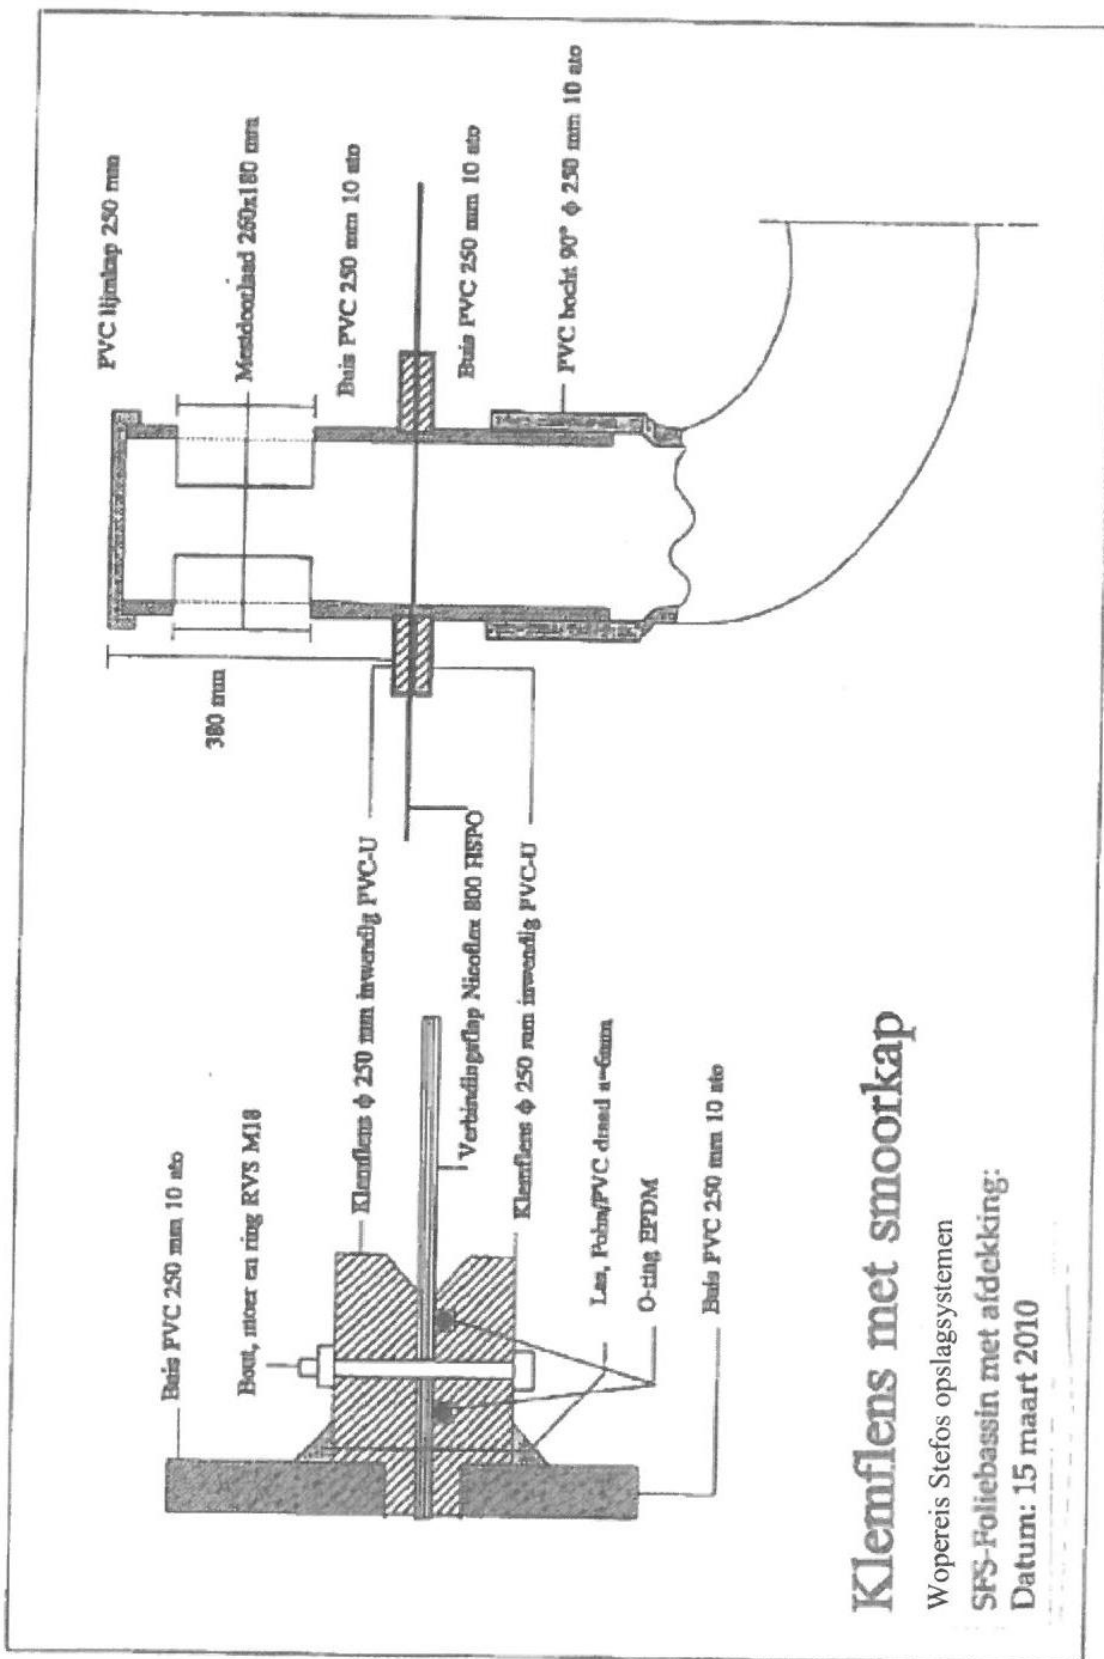 PVC lijmkap 250 mm
Mestdoorlaad 260x180 mm
Buis PVC 250 mm 10 ato
Buis PVC 250 mm 10 ato
PVC bocht 90° ϕ 250 mm 10 ato
380 mm
Klemflens ϕ 250 mm inwendig PVC-U
Verbindingsflap Nicoflex 800 HSPO
Klemflens ϕ 250 mm inwendig PVC-U
Buis PVC 250 mm 10 ato
Bout, moer en ring RVS M18
Las, PVC draad a=6mm
O-ring EPDM
Buis PVC 250 mm 10 ato
Klemflens met smoorkap
Wopereis Stefos opslagsystemen
SFS-Foliebassin met afdekking:
Datum: 15 maart 2010